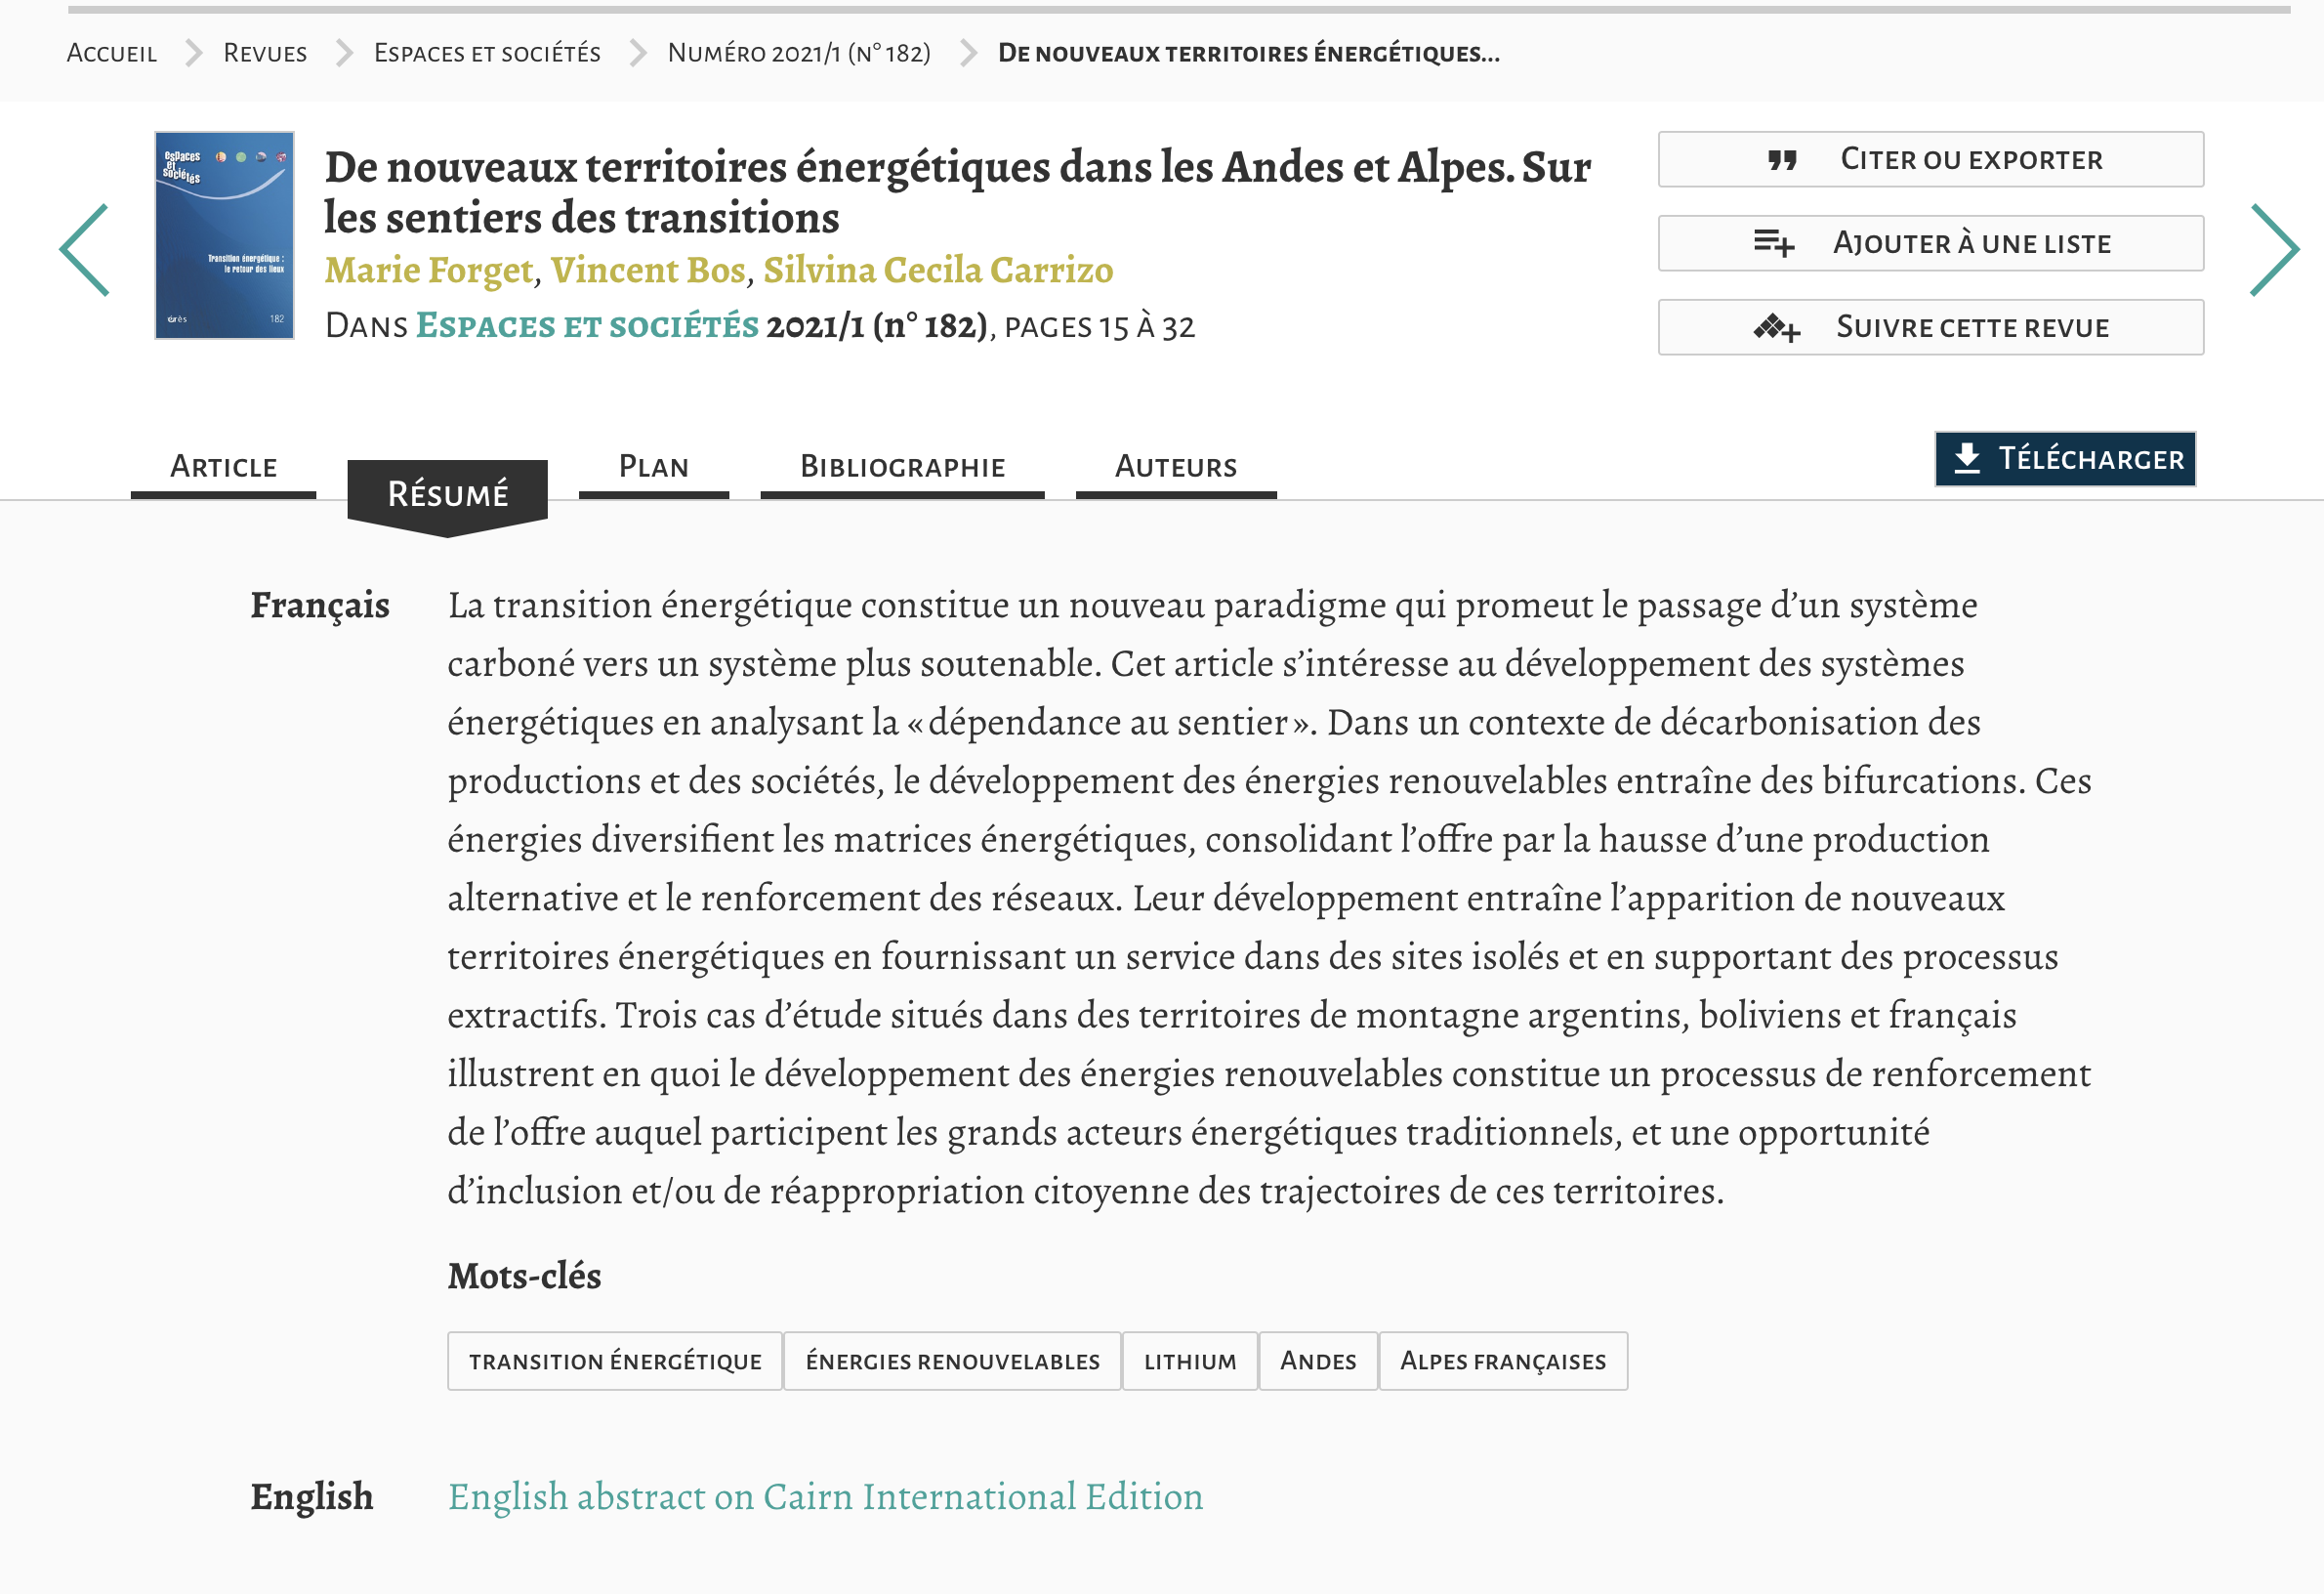 Accueil
Revues
Espaces et sociétés
Numéro 2021/1 (n° 182)
De nouveaux territoires énergétiques...
espaces
et
sociétés
Transition énergétique :
le retour des lieux
érès
182
De nouveaux territoires énergétiques dans les Andes et Alpes. Sur
les sentiers des transitions
Marie Forget, Vincent Bos, Silvina Cecila Carrizo
Dans Espaces et sociétés 2021/1 (n° 182), pages 15 à 32
Citer ou exporter
Ajouter à une liste
Suivre cette revue
Article
Résumé
Plan
Bibliographie
Auteurs
Télécharger
Français
La transition énergétique constitue un nouveau paradigme qui promeut le passage d’un système
carboné vers un système plus soutenable. Cet article s’intéresse au développement des systèmes
énergétiques en analysant la « dépendance au sentier ». Dans un contexte de décarbonisation des
productions et des sociétés, le développement des énergies renouvelables entraîne des bifurcations. Ces
énergies diversifient les matrices énergétiques, consolidant l’offre par la hausse d’une production
alternative et le renforcement des réseaux. Leur développement entraîne l’apparition de nouveaux
territoires énergétiques en fournissant un service dans des sites isolés et en supportant des processus
extractifs. Trois cas d’étude situés dans des territoires de montagne argentins, boliviens et français
illustrent en quoi le développement des énergies renouvelables constitue un processus de renforcement
de l’offre auquel participent les grands acteurs énergétiques traditionnels, et une opportunité
d’inclusion et/ou de réappropriation citoyenne des trajectoires de ces territoires.
Mots-clés
transition énergétique
énergies renouvelables
lithium
Andes
Alpes françaises
English
English abstract on Cairn International Edition